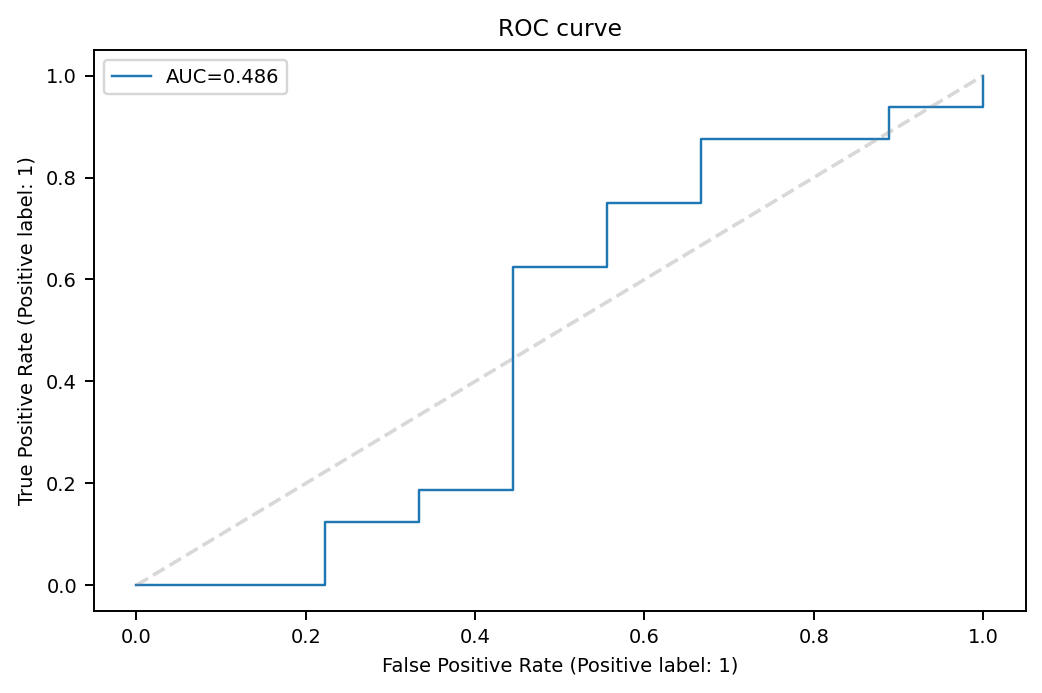 ROC curve
AUC=0.486
1.0
0.8
0.6
0.4
0.2
0.0
True Positive Rate (Positive label: 1)
0.0 0.2 0.4 0.6 0.8 1.0
False Positive Rate (Positive label: 1)